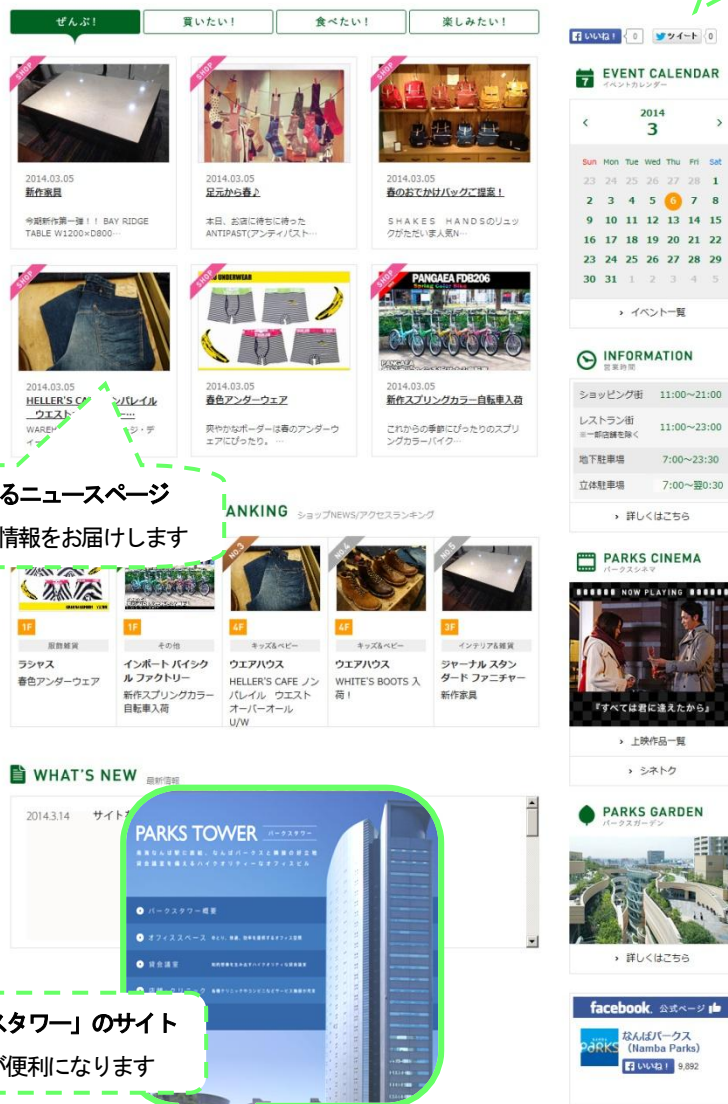 ぜんぶ!
買いたい!
食べたい!
楽しみたい!
SHOP
2014.03.05
新作家具
今期新作第一弾!! BAY RIDGE
TABLE W1200×D800…
SHOP
2014.03.05
足元から春♪
本日、お店に待ちに待った
ANTIPAST(アンティパスト…
SHOP
2014.03.05
春のおでかけバッグご提案!
SHAKES HANDSのリュッ
クがただいま人気N…
SHOP
2014.03.05
HELLER'S
ンバレイル
ウエスト
WAREH
SHOP
UNDERWEAR
2014.03.05
春色アンダーウェア
爽やかなボーダーは春のアンダーウ
ェアにぴったり。 …
SHOP
PANGAEA FDB206
Spring Color Bike
2014.03.05
新作スプリングカラー自転車入荷
これからの季節にぴったりのスプリ
ングカラーバイク…
るニュースページ
情報をお届けします
ANKING
ショップNEWS/アクセスランキング
1F
服飾雑貨
ラシャス
春色アンダーウェア
1F
その他
インポート バイシク
ル ファクトリー
新作スプリングカラー
自転車入荷
NO.3
4F
キッズ&ベビー
ウエアハウス
HELLER'S CAFE ノン
バレイル ウエスト
オーバーオール
U/W
NO.4
4F
キッズ&ベビー
ウエアハウス
WHITE'S BOOTS 入
荷!
NO.5
3F
インテリア&雑貨
ジャーナル スタン
ダード ファニチャー
新作家具
WHAT'S NEW
最新情報
2014.3.14
サイト
PARKS TOWER
パークスタワー
パークスタワー概要
オフィススペース
貸会議室
スタワー」のサイト
が便利になります
いいね!
0
ツイート
0
7
EVENT CALENDAR
イベントカレンダー
<
2014
3
>
Sun Mon Tue Wed Thu Fri Sat
23 24 25 26 27 28 1
2 3 4 5 6 7 8
9 10 11 12 13 14 15
16 17 18 19 20 21 22
23 24 25 26 27 28 29
30 31 1 2 3 4 5
› イベント一覧
INFORMATION
営業時間
ショッピング街 11:00～21:00
レストラン街
※一部店舗を除く
11:00～23:00
地下駐車場 7:00～23:30
立体駐車場 7:00～翌0:30
› 詳しくはこちら
PARKS CINEMA
パークスシネマ
NOW PLAYING
『すべては君に逢えたから』
› 上映作品一覧
› シネトク
PARKS GARDEN
パークスガーデン
› 詳しくはこちら
facebook. 公式ページ
PARKS
なんばパークス
(Namba Parks)
いいね! 9,892